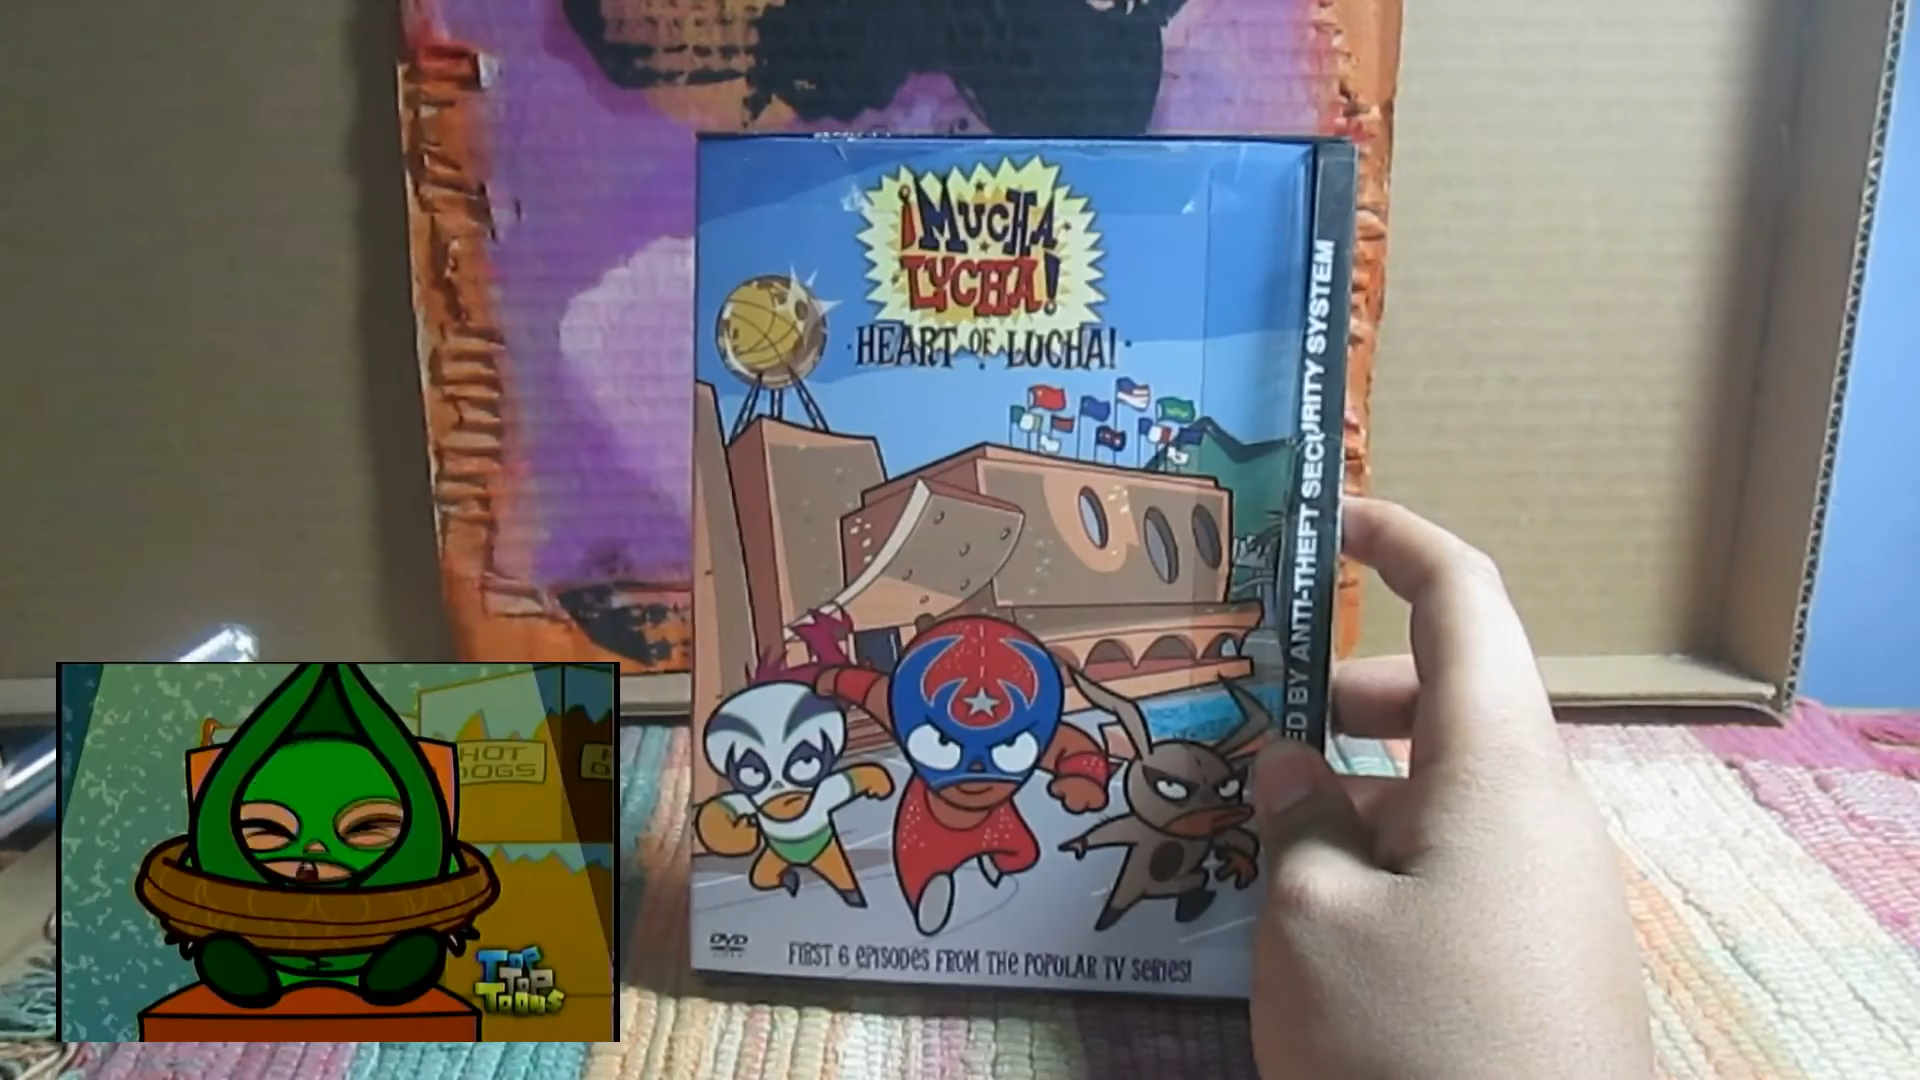 ¡MUCHA
LUCHA!
·HEART OF LUCHA!·
ED BY ANTI-THEFT SECURITY SYSTEM
DVD
FIRST 6 EPISODES FROM THE POPULAR TV SERIES!
HOT
DOGS
H
D
TOP
TOP
TOONS